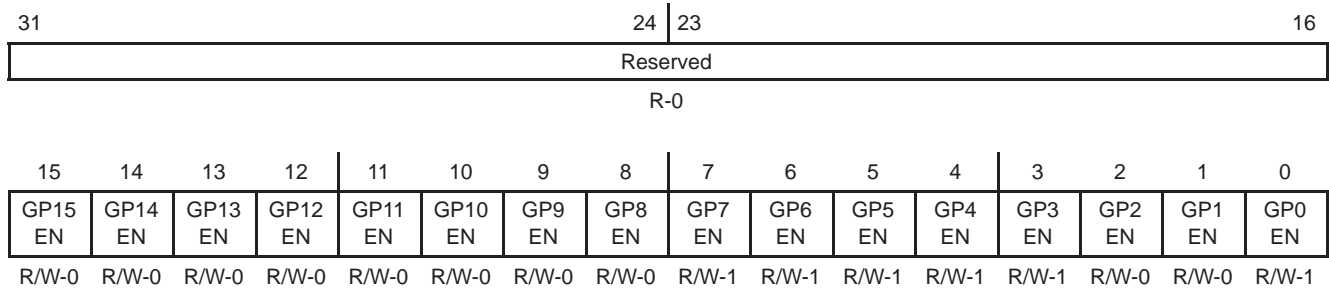 31 24 23 16
Reserved
R-0
15 14 13 12 11 10 9 8 7 6 5 4 3 2 1 0
GP15 GP14 GP13 GP12 GP11 GP10 GP9 GP8 GP7 GP6 GP5 GP4 GP3 GP2 GP1 GP0
EN EN EN EN EN EN EN EN EN EN EN EN EN EN EN EN
R/W-0 R/W-0 R/W-0 R/W-0 R/W-0 R/W-0 R/W-0 R/W-0 R/W-1 R/W-1 R/W-1 R/W-1 R/W-1 R/W-0 R/W-0 R/W-1